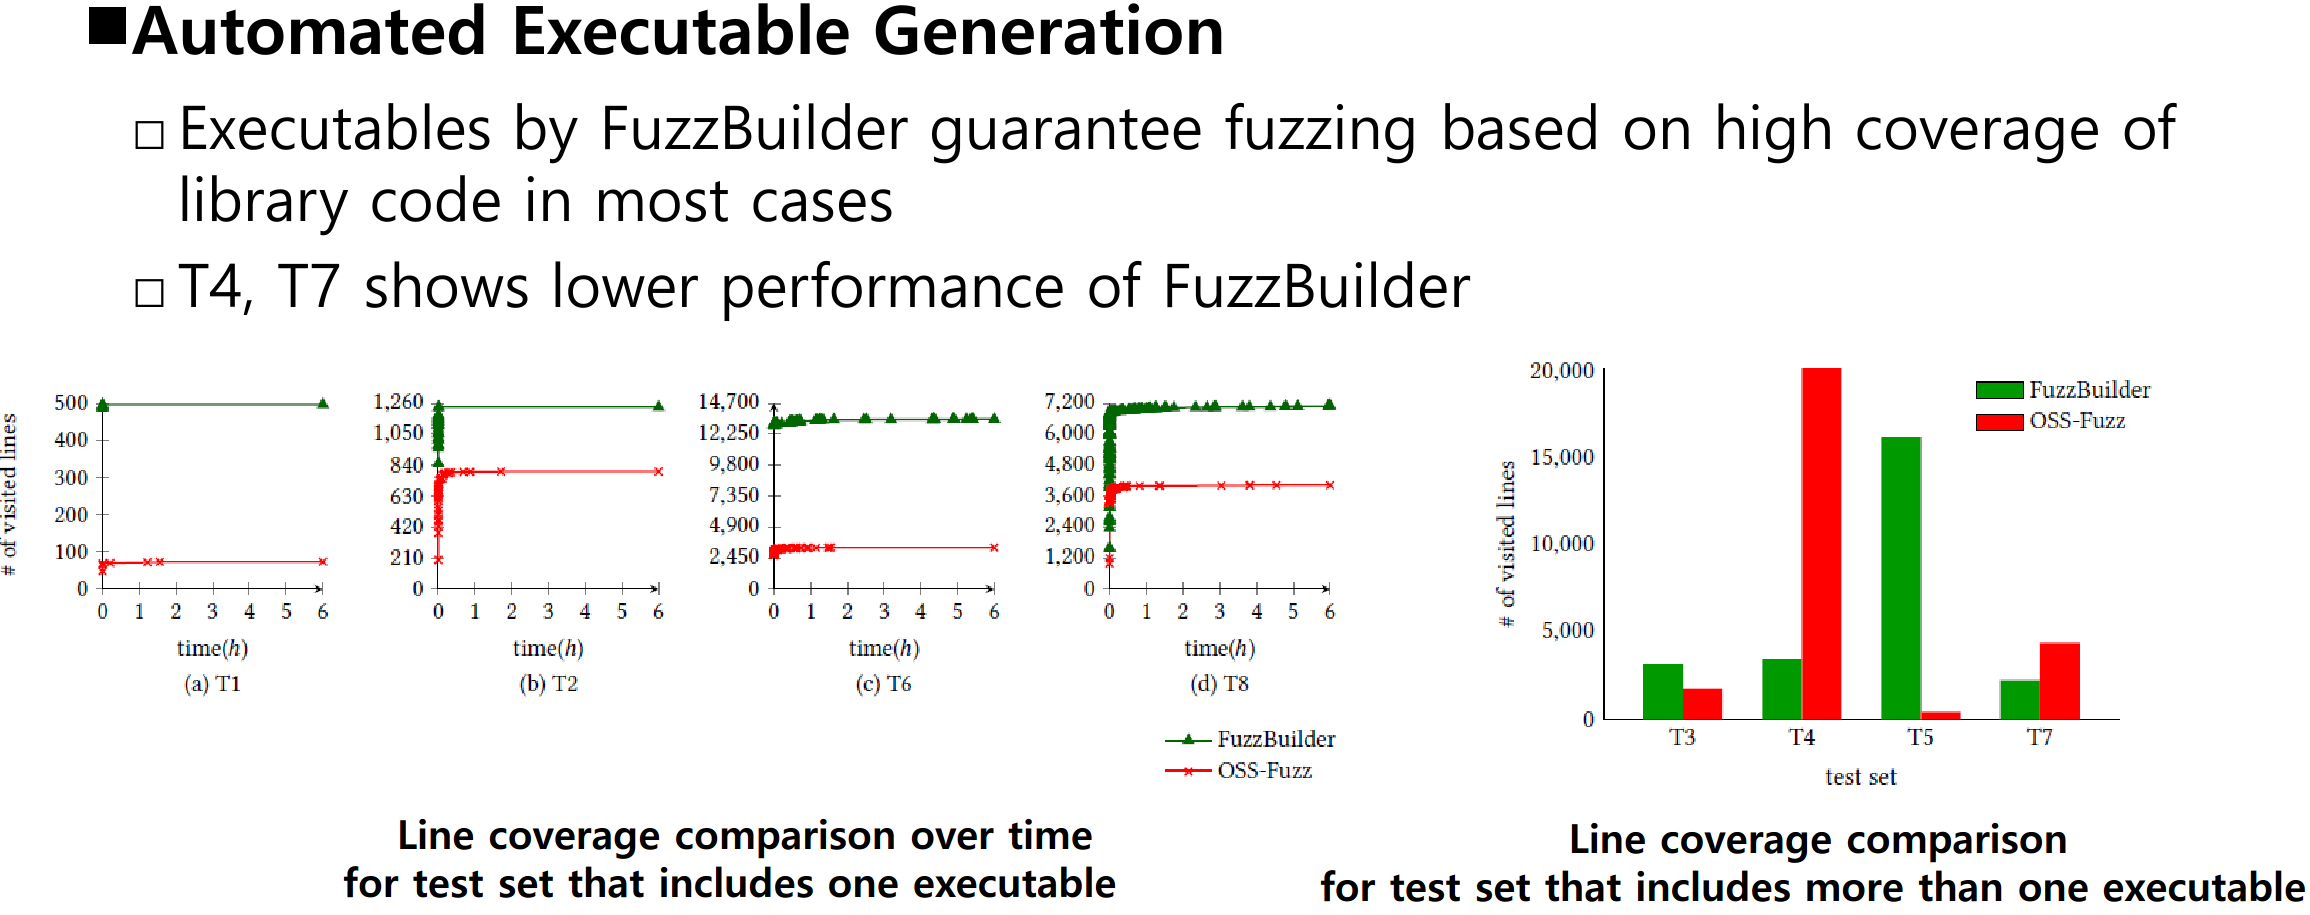 ■Automated Executable Generation
□ Executables by FuzzBuilder guarantee fuzzing based on high coverage of
library code in most cases
□ T4, T7 shows lower performance of FuzzBuilder
# of visited lines
500
400
300
200
100
0
0 1 2 3 4 5 6
time(h)
(a) T1
1,260
1,050
840
630
420
210
0
0 1 2 3 4 5 6
time(h)
(b) T2
14,700
12,250
9,800
7,350
4,900
2,450
0
0 1 2 3 4 5 6
time(h)
(c) T6
7,200
6,000
4,800
3,600
2,400
1,200
0
0 1 2 3 4 5 6
time(h)
(d) T8
FuzzBuilder
OSS-Fuzz
Line coverage comparison over time
for test set that includes one executable
# of visited lines
20,000
15,000
10,000
5,000
0
FuzzBuilder
OSS-Fuzz
T3 T4 T5 T7
test set
Line coverage comparison
for test set that includes more than one executable